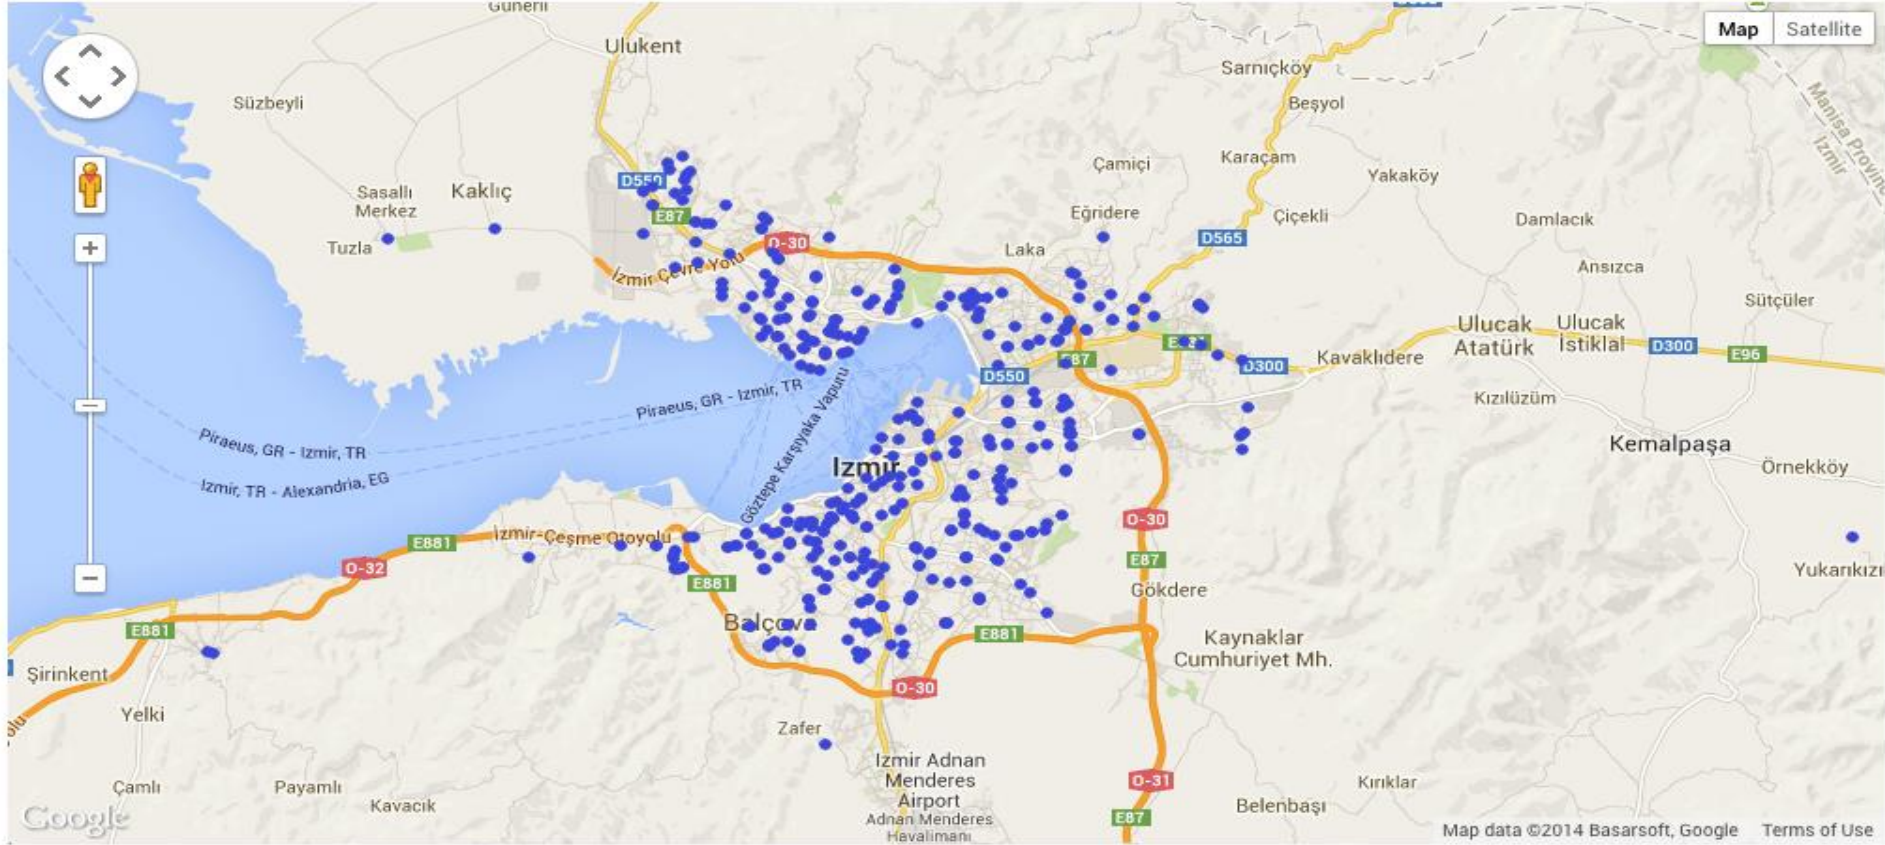 Günerli
Map
Satellite
Ulukent
Sarnıçköy
Süzbeyli
Beşyol
Manisa Province
Izmir
Çamiçi
Karaçam
Yakaköy
D550
Sasallı
Merkez
Kaklıç
E87
Eğridere
Çiçekli
Damlacık
Tuzla
O-30
Laka
D565
İzmir Çevre Yolu
Ansızca
Sütçüler
Ulucak
Atatürk
Ulucak
İstiklal
D300
E96
E87
D300
Kavaklıdere
D550
Piraeus, GR - Izmir, TR
Kızılüzüm
Göztepe Karşıyaka Vapuru
Piraeus, GR - Izmir, TR
Kemalpaşa
Izmir
Örnekköy
Izmir, TR - Alexandria, EG
O-30
İzmir-Çeşme Otoyolu
E881
O-32
E87
Yukarıkızı
E881
Gökdere
Balçova
E881
E881
Kaynaklar
Cumhuriyet Mh.
Şirinkent
O-30
Yelki
Zafer
Izmir Adnan
Menderes
Airport
Adnan Menderes
Havalimanı
O-31
Çamlı
Payamlı
Kavacık
Kırıklar
Belenbaşı
E87
Google
Map data ©2014 Basarsoft, Google
Terms of Use